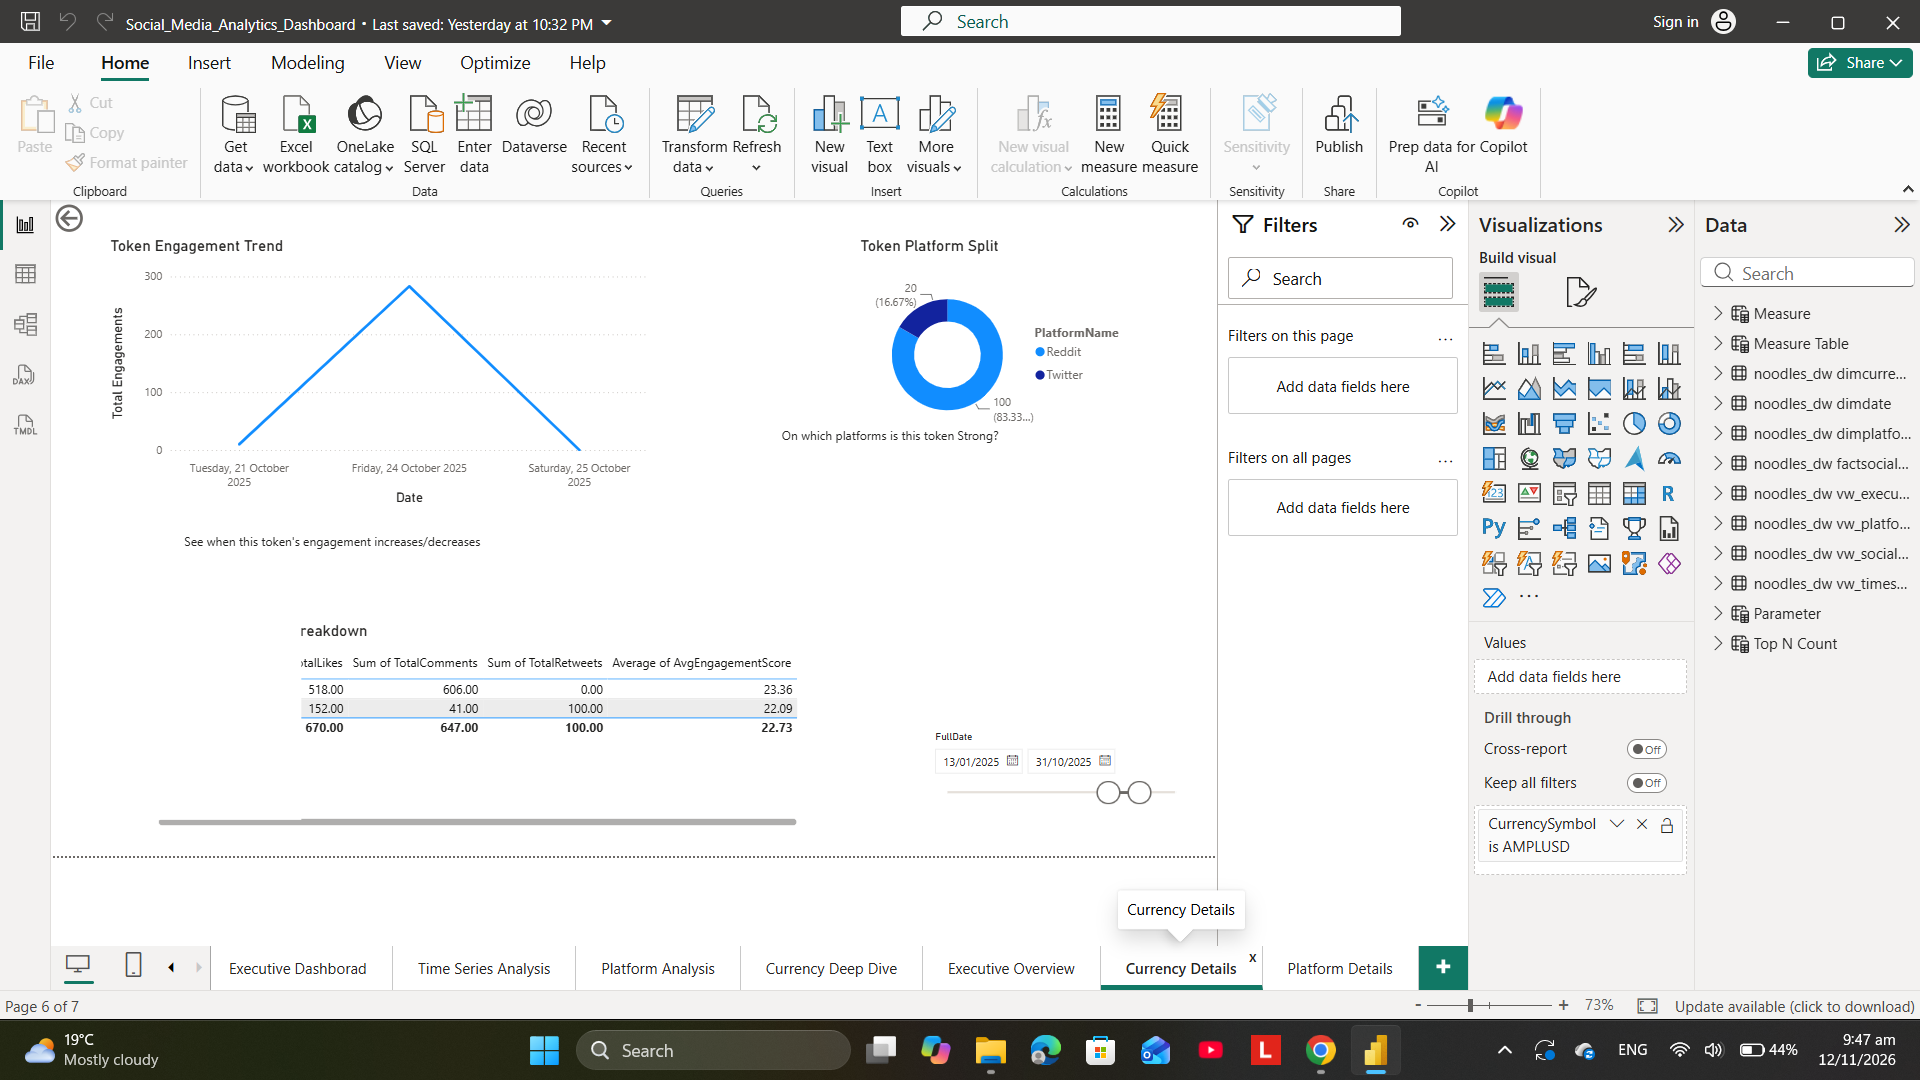 Social_Media_Analytics_Dashboard • Last saved: Yesterday at 10:32 PM
Search
Sign in
File
Home
Insert
Modeling
View
Optimize
Help
Share
Paste
Cut
Copy
Format painter
Clipboard
Get data
Excel workbook
OneLake catalog
SQL Server
Enter data
Dataverse
Recent sources
Data
Transform data
Refresh
Queries
New visual
Text box
More visuals
Insert
New visual calculation
New measure
Quick measure
Calculations
Sensitivity
Sensitivity
Publish
Share
Prep data for AI
Copilot
Copilot
DAX
TMDL
Token Engagement Trend
Total Engagements
300
200
100
0
Tuesday, 21 October 2025
Friday, 24 October 2025
Saturday, 25 October 2025
Date
See when this token's engagement increases/decreases
Token Platform Split
20
(16.67%)
100
(83.33...)
PlatformName
Reddit
Twitter
On which platforms is this token Strong?
reakdown
otalLikes Sum of TotalComments Sum of TotalRetweets Average of AvgEngagementScore
518.00 606.00 0.00 23.36
152.00 41.00 100.00 22.09
670.00 647.00 100.00 22.73
FullDate
13/01/2025 31/10/2025
Filters
Search
Filters on this page
...
Add data fields here
Filters on all pages
...
Add data fields here
Visualizations
Build visual
123
R
Py
...
Values
Add data fields here
Drill through
Cross-report
Off
Keep all filters
Off
CurrencySymbol
is AMPLUSD
Data
Search
Measure
Measure Table
noodles_dw dimcurre...
noodles_dw dimdate
noodles_dw dimplatfo...
noodles_dw factsocial...
noodles_dw vw_execu...
noodles_dw vw_platfo...
noodles_dw vw_social...
noodles_dw vw_times...
Parameter
Top N Count
Currency Details
Executive Dashborad
Time Series Analysis
Platform Analysis
Currency Deep Dive
Executive Overview
Currency Details
x
Platform Details
+
Page 6 of 7
- + 73%
Update available (click to download)
19°C
Mostly cloudy
Search
L
ENG
44%
9:47 am
12/11/2026